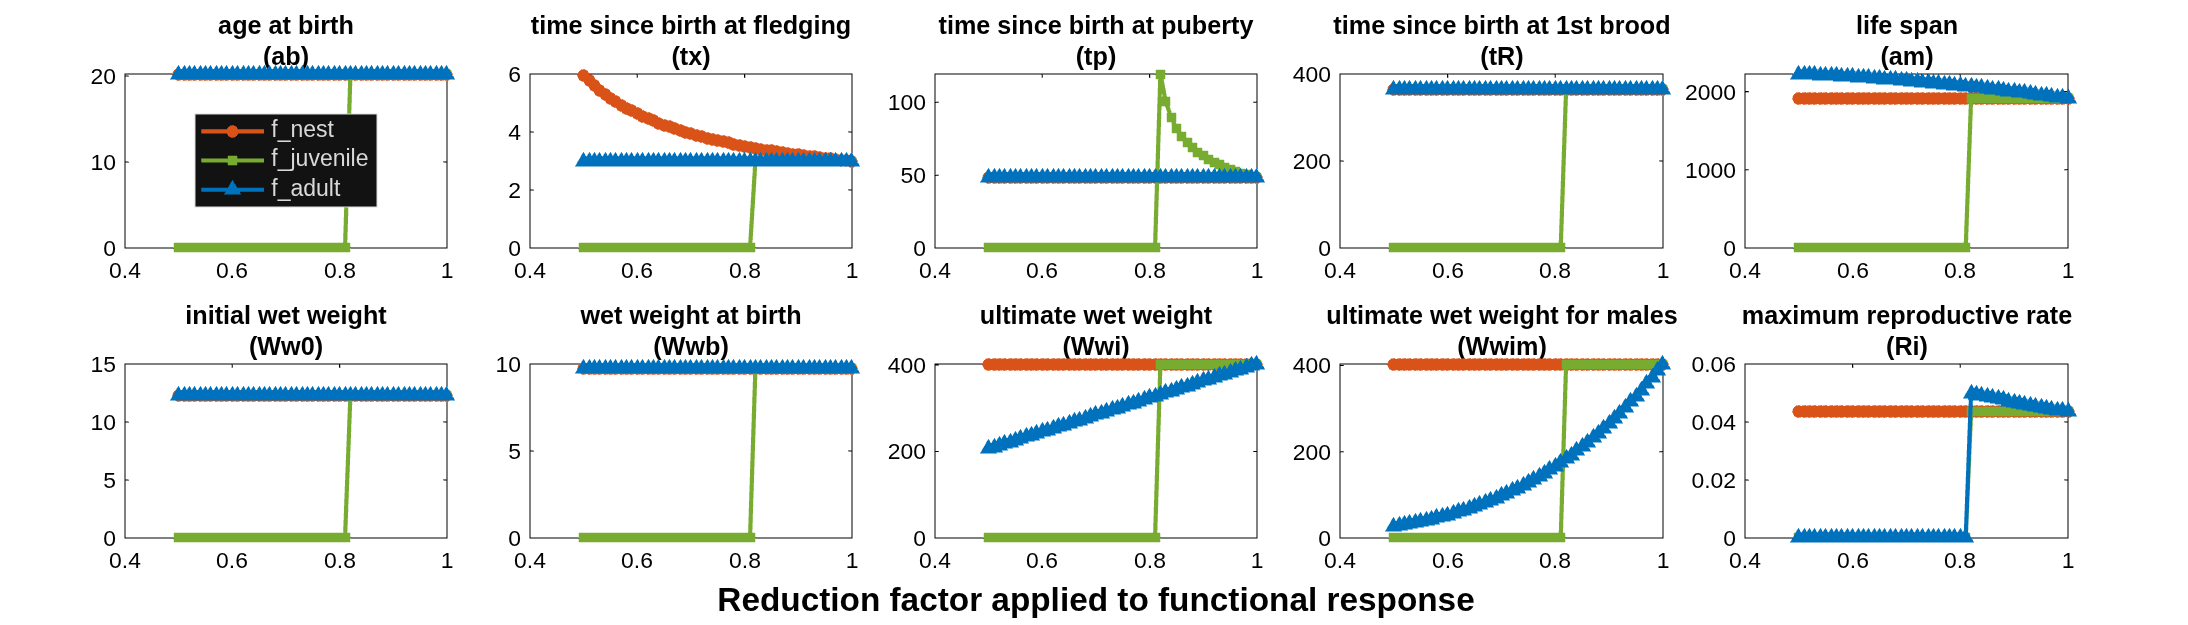 age at birth
(ab)
time since birth at fledging
(tx)
time since birth at puberty
(tp)
time since birth at 1st brood
(tR)
life span
(am)
20
10
0
0.4 0.6 0.8 1
f_nest
f_juvenile
f_adult
6
4
2
0
0.4 0.6 0.8 1
100
50
0
0.4 0.6 0.8 1
400
200
0
0.4 0.6 0.8 1
2000
1000
0
0.4 0.6 0.8 1
initial wet weight
(Ww0)
wet weight at birth
(Wwb)
ultimate wet weight
(Wwi)
ultimate wet weight for males
(Wwim)
maximum reproductive rate
(Ri)
15
10
5
0
0.4 0.6 0.8 1
10
5
0
0.4 0.6 0.8 1
400
200
0
0.4 0.6 0.8 1
400
200
0
0.4 0.6 0.8 1
0.06
0.04
0.02
0
0.4 0.6 0.8 1
Reduction factor applied to functional response